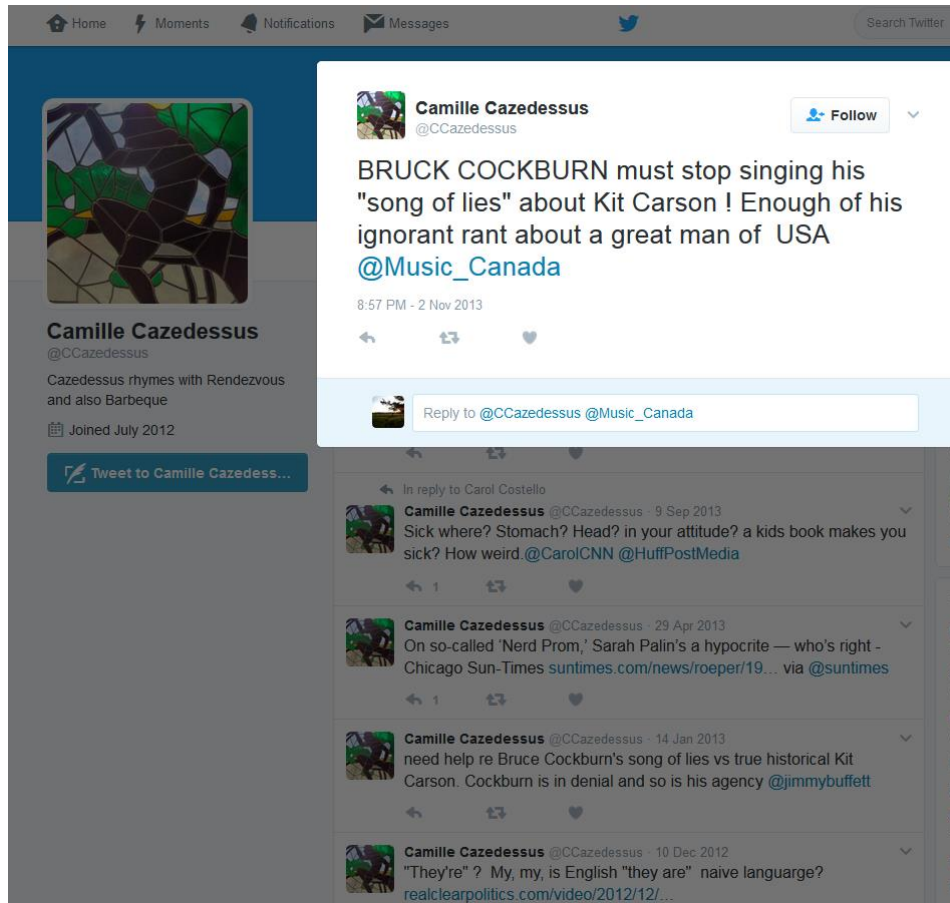 Home Moments Notifications Messages Search Twitter
Camille Cazedessus
@CCazedessus
Follow
BRUCK COCKBURN must stop singing his
"song of lies" about Kit Carson ! Enough of his
ignorant rant about a great man of USA
@Music_Canada
8:57 PM - 2 Nov 2013
Reply to @CCazedessus @Music_Canada
Camille Cazedessus
@CCazedessus
Cazedessus rhymes with Rendezvous
and also Barbeque
Joined July 2012
Tweet to Camille Cazedess...
In reply to Carol Costello
Camille Cazedessus @CCazedessus · 9 Sep 2013
Sick where? Stomach? Head? in your attitude? a kids book makes you
sick? How weird.@CarolCNN @HuffPostMedia
1
Camille Cazedessus @CCazedessus · 29 Apr 2013
On so-called 'Nerd Prom,' Sarah Palin's a hypocrite — who's right -
Chicago Sun-Times suntimes.com/news/roeper/19... via @suntimes
1
Camille Cazedessus @CCazedessus · 14 Jan 2013
need help re Bruce Cockburn's song of lies vs true historical Kit
Carson. Cockburn is in denial and so is his agency @jimmybuffett
Camille Cazedessus @CCazedessus · 10 Dec 2012
"They're" ? My, my, is English "they are" naive languarge?
realclearpolitics.com/video/2012/12/...